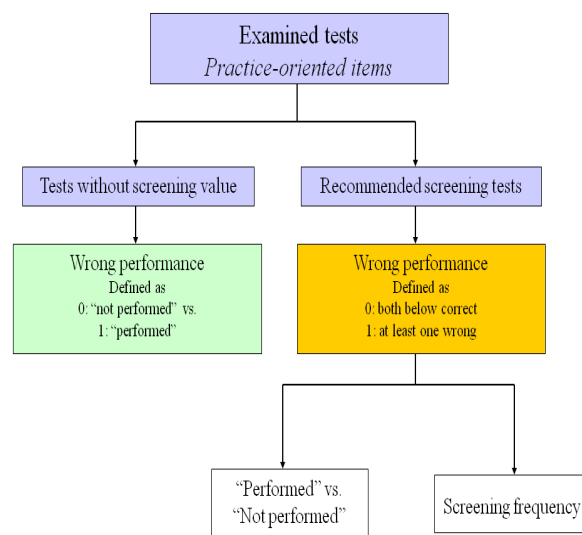 Examined tests
Practice-oriented items
Tests without screening value
Recommended screening tests
Wrong performance
Defined as
0: “not performed” vs.
1: “performed”
Wrong performance
Defined as
0: both below correct
1: at least one wrong
“Performed” vs.
“Not performed”
Screening frequency